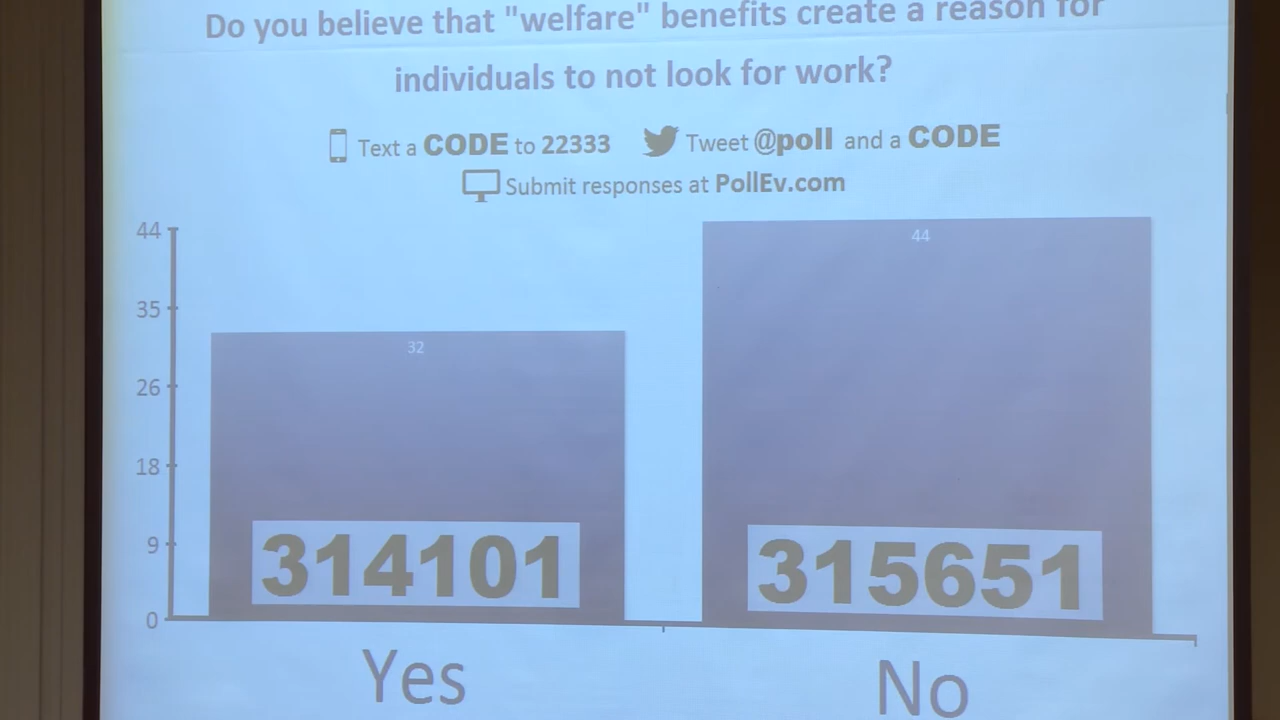 Do you believe that "welfare" benefits create a reason for
individuals to not look for work?
Text a CODE to 22333 Tweet @poll and a CODE
Submit responses at PollEv.com
44
35
26
18
9
0
32
44
314101
315651
Yes
No